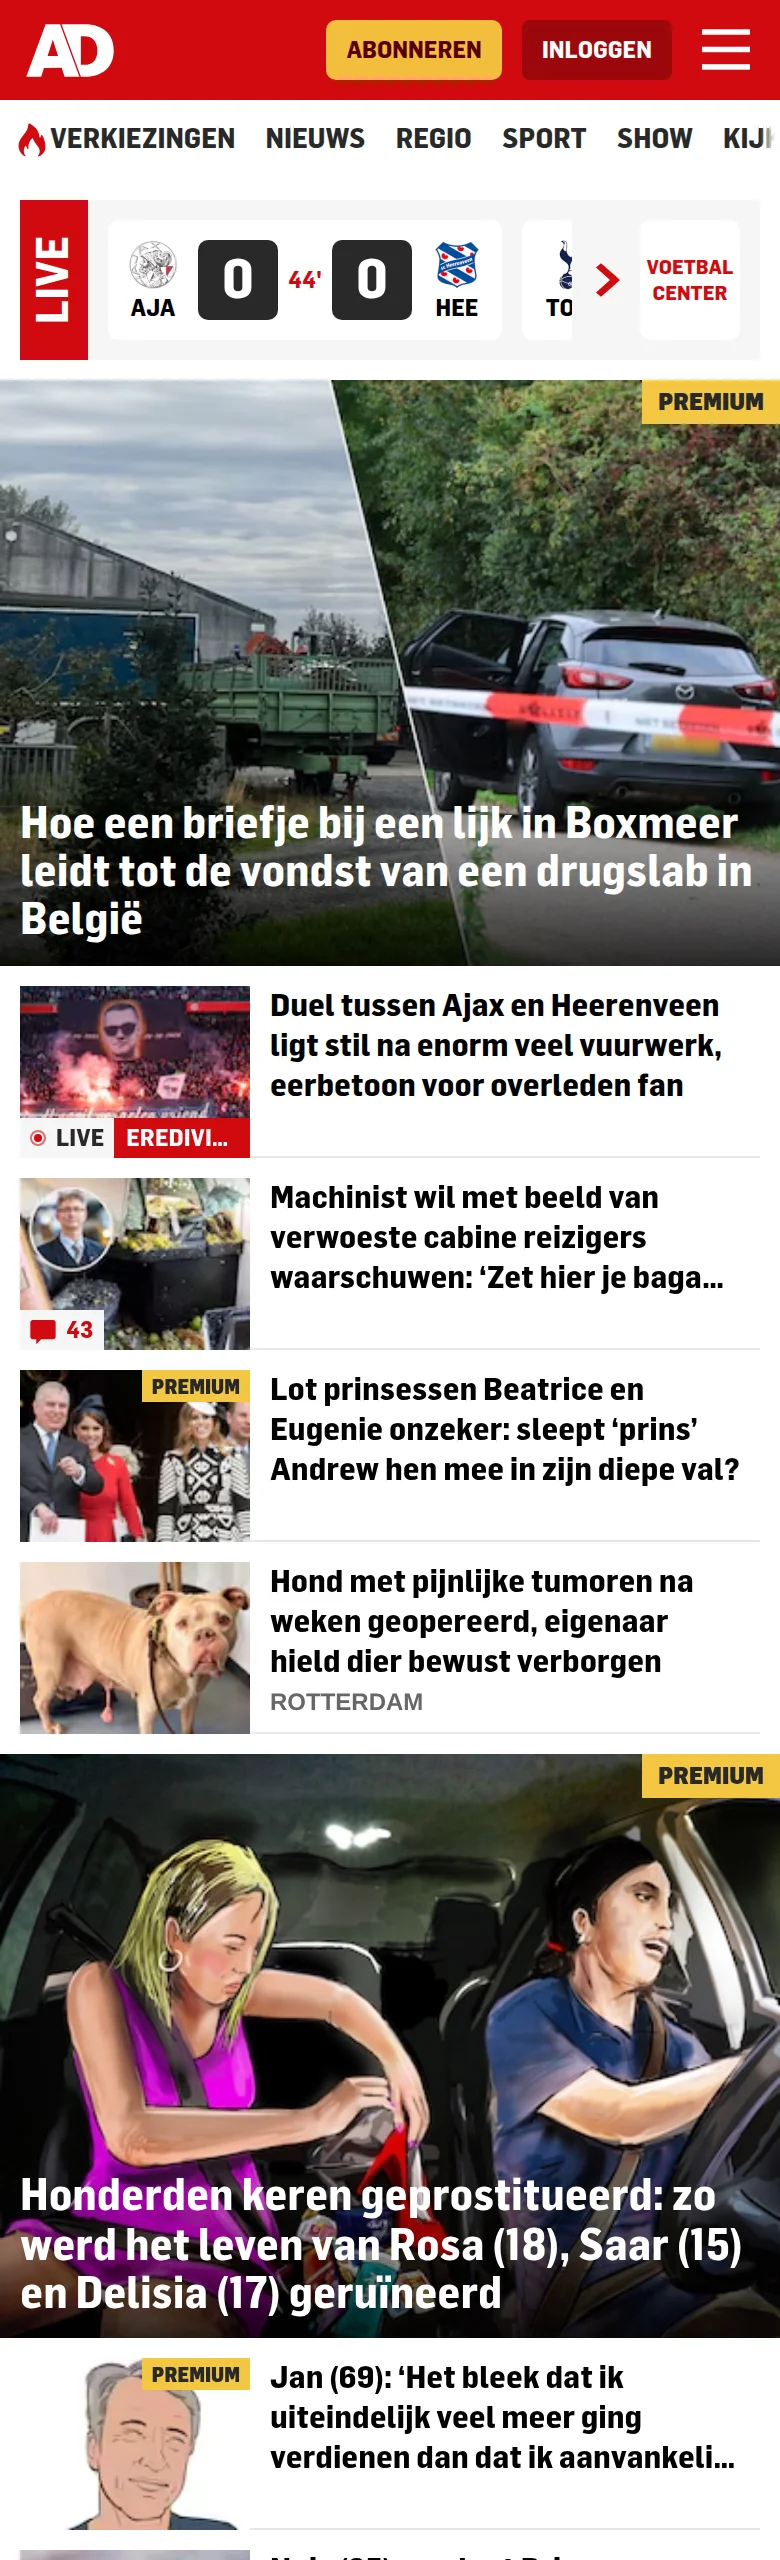 AD
ABONNEREN
INLOGGEN
VERKIEZINGEN NIEUWS REGIO SPORT SHOW
LIVE
AJA
0
44'
0
HEE
VOETBAL
CENTER
PREMIUM
Hoe een briefje bij een lijk in Boxmeer
leidt tot de vondst van een drugslab in
België
Duel tussen Ajax en Heerenveen
ligt stil na enorm veel vuurwerk,
eerbetoon voor overleden fan
LIVE EREDIVI...
Machinist wil met beeld van
verwoeste cabine reizigers
waarschuwen: ‘Zet hier je baga...
43
PREMIUM
Lot prinsessen Beatrice en
Eugenie onzeker: sleept ‘prins’
Andrew hen mee in zijn diepe val?
Hond met pijnlijke tumoren na
weken geopereerd, eigenaar
hield dier bewust verborgen
ROTTERDAM
PREMIUM
Honderden keren geprostitueerd: zo
werd het leven van Rosa (18), Saar (15)
en Delisia (17) geruïneerd
PREMIUM
Jan (69): ‘Het bleek dat ik
uiteindelijk veel meer ging
verdienen dan dat ik aanvankeli...